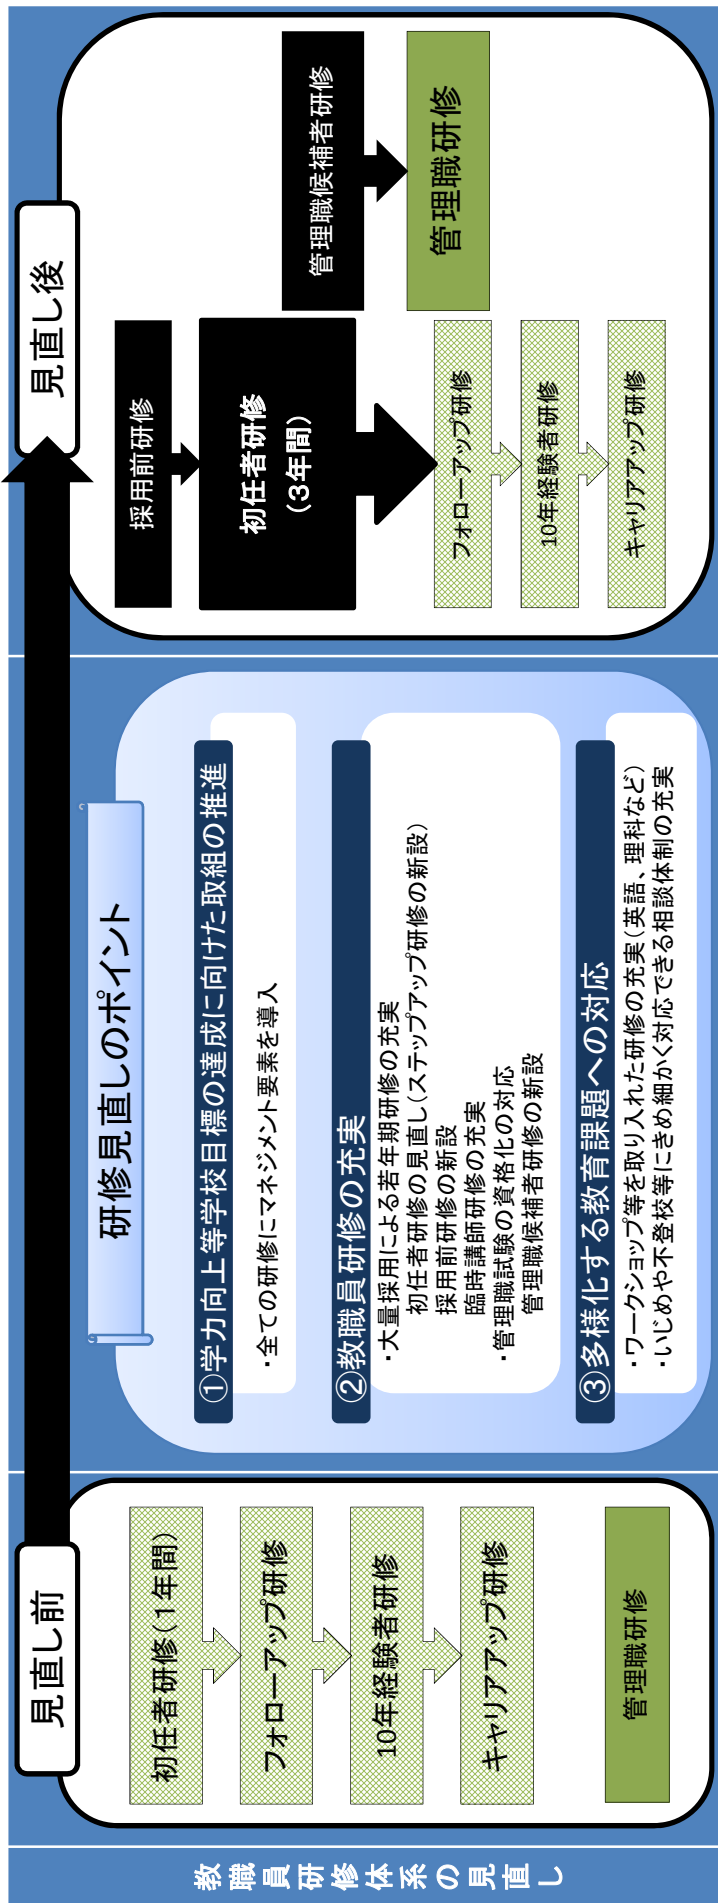 教職員研修体系の見直し
見直し前
初任者研修（１年間）
フォローアップ研修
10年経験者研修
キャリアアップ研修
管理職研修
研修見直しのポイント
①学力向上等学校目標の達成に向けた取組の推進
・全ての研修にマネジメント要素を導入
②教職員研修の充実
・大量採用による若年期研修の充実
初任者研修の見直し（ステップアップ研修の新設）
採用前研修の新設
臨時講師研修の充実
・管理職試験の資格化の対応
管理職候補者研修の新設
③多様化する教育課題への対応
・ワークショップ等を取り入れた研修の充実（英語、理科など）
・いじめや不登校等にきめ細かく対応できる相談体制の充実
見直し後
採用前研修
初任者研修
（３年間）
フォローアップ研修
10年経験者研修
キャリアアップ研修
管理職候補者研修
管理職研修